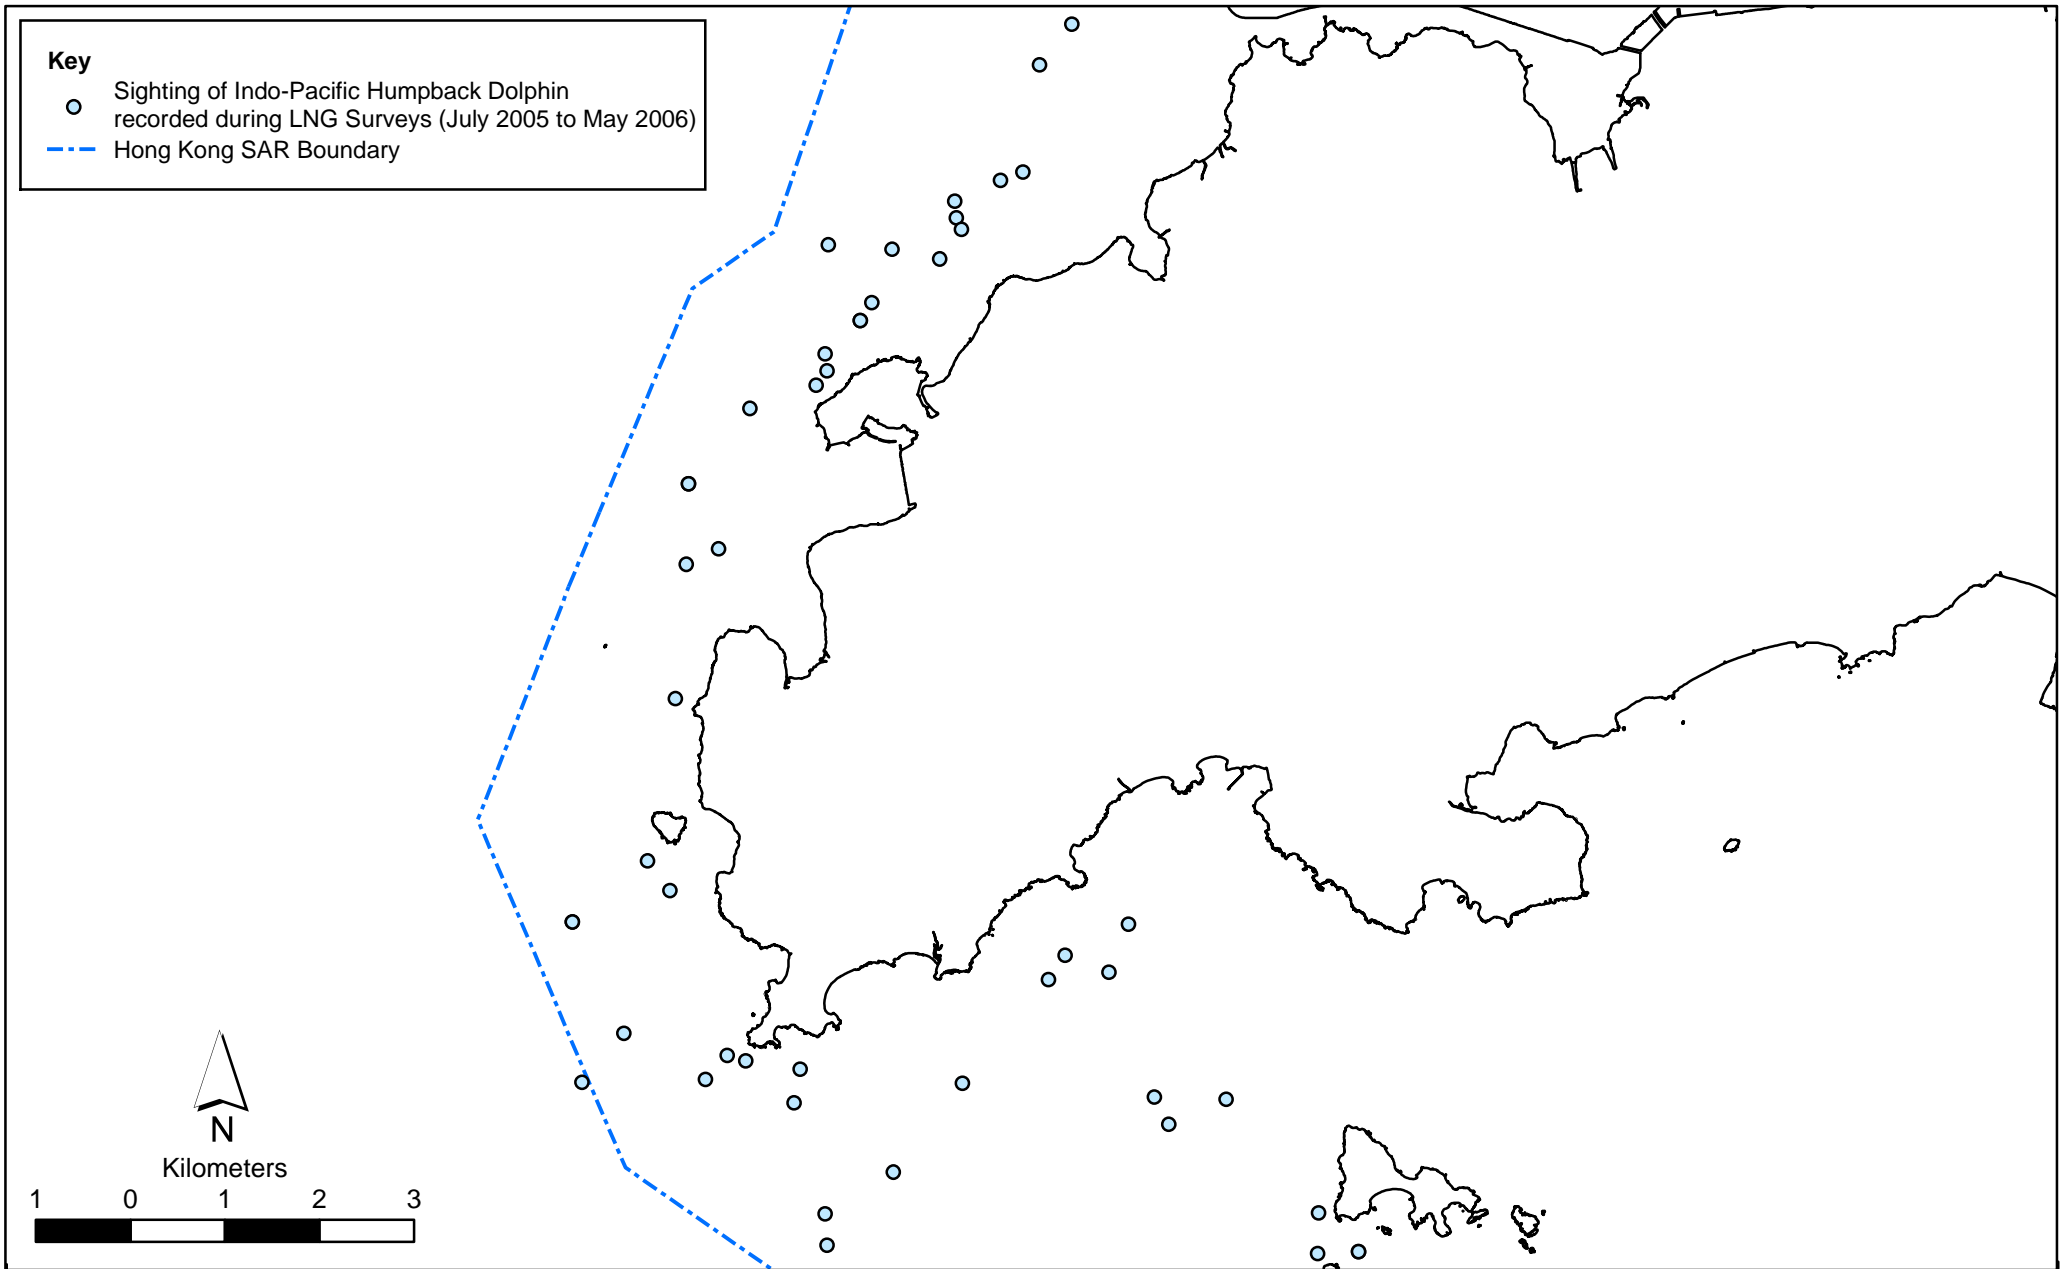 Key
Sighting of Indo-Pacific Humpback Dolphin
recorded during LNG Surveys (July 2005 to May 2006)
Hong Kong SAR Boundary
N
Kilometers
1 0 1 2 3